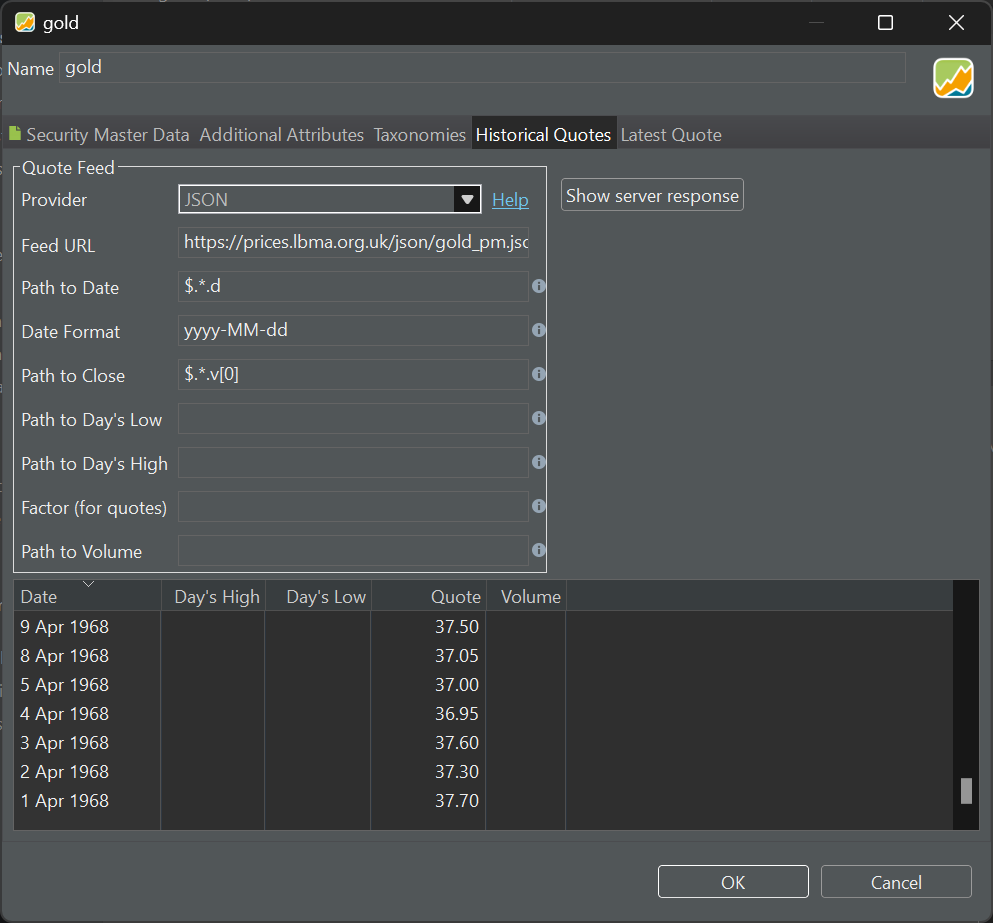 gold
Name gold
Security Master Data Additional Attributes Taxonomies Historical Quotes Latest Quote
Quote Feed
Provider JSON Help Show server response
Feed URL https://prices.lbma.org.uk/json/gold_pm.jsc
Path to Date $.*.d
Date Format yyyy-MM-dd
Path to Close $.*.v[0]
Path to Day's Low
Path to Day's High
Factor (for quotes)
Path to Volume
Date Day's High Day's Low Quote Volume
9 Apr 1968 37.50
8 Apr 1968 37.05
5 Apr 1968 37.00
4 Apr 1968 36.95
3 Apr 1968 37.60
2 Apr 1968 37.30
1 Apr 1968 37.70
OK Cancel